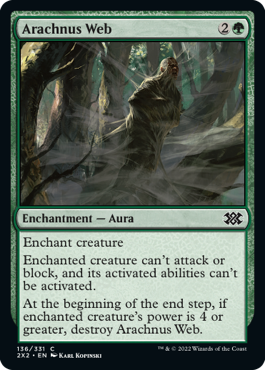 Arachnus Web 2
Enchantment — Aura
Enchant creature
Enchanted creature can't attack or
block, and its activated abilities can't
be activated.
At the beginning of the end step, if
enchanted creature's power is 4 or
greater, destroy Arachnus Web.
136/331 C
2X2 • EN Karl Kopinski
™ & © 2022 Wizards of the Coast